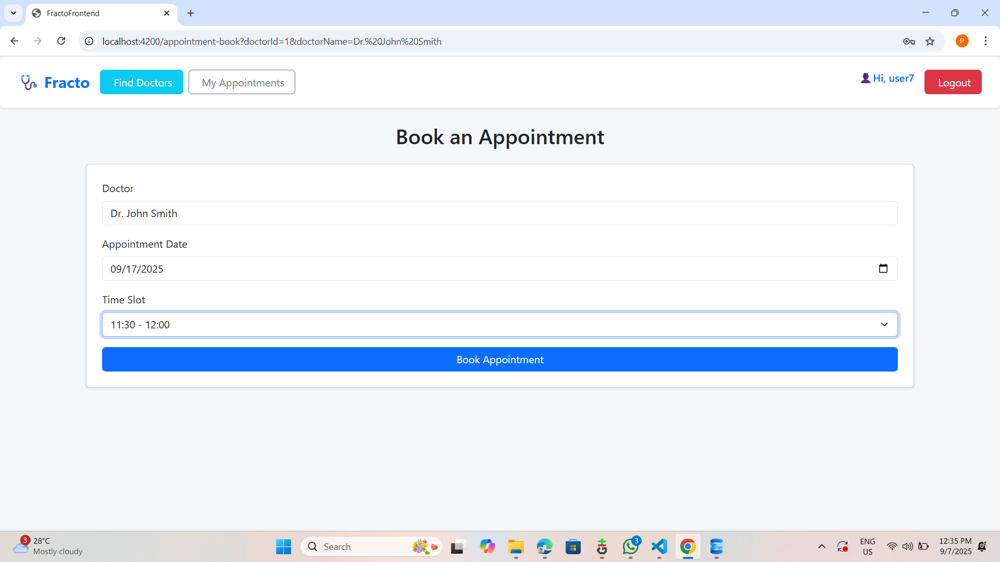 FractoFrontend
localhost:4200/appointment-book?doctorId=1&doctorName=Dr.%20John%20Smith
P
Fracto
Find Doctors
My Appointments
Hi, user7
Logout
Book an Appointment
Doctor
Dr. John Smith
Appointment Date
09/17/2025
Time Slot
11:30 - 12:00
Book Appointment
3
28°C
Mostly cloudy
Search
3
ENG
US
12:35 PM
9/7/2025